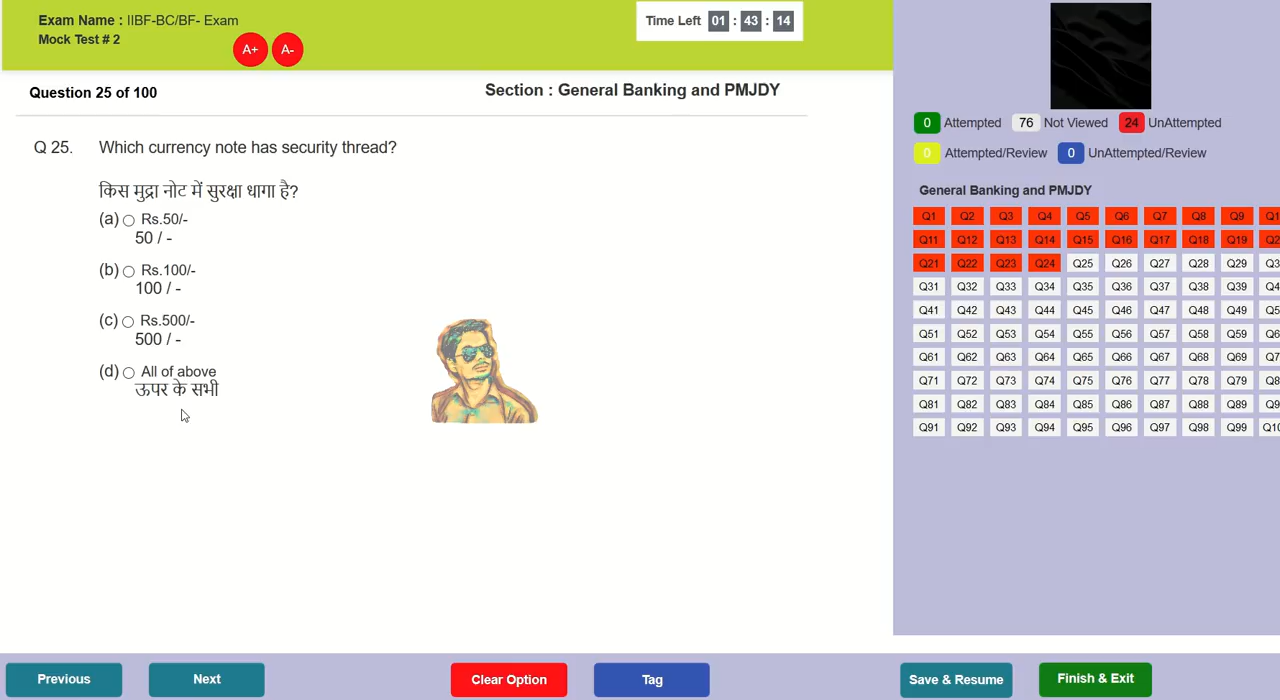 Exam Name : IIBF-BC/BF- Exam
Mock Test # 2
A+ A-
Time Left 01 : 43 : 14
Question 25 of 100
Section : General Banking and PMJDY
Q 25. Which currency note has security thread?
किस मुद्रा नोट में सुरक्षा धागा है?
(a) Rs.50/-
50 / -
(b) Rs.100/-
100 / -
(c) Rs.500/-
500 / -
(d) All of above
ऊपर के सभी
0 Attempted 76 Not Viewed 24 UnAttempted
0 Attempted/Review 0 UnAttempted/Review
General Banking and PMJDY
Q1 Q2 Q3 Q4 Q5 Q6 Q7 Q8 Q9
Q11 Q12 Q13 Q14 Q15 Q16 Q17 Q18 Q19
Q21 Q22 Q23 Q24 Q25 Q26 Q27 Q28 Q29
Q31 Q32 Q33 Q34 Q35 Q36 Q37 Q38 Q39
Q41 Q42 Q43 Q44 Q45 Q46 Q47 Q48 Q49
Q51 Q52 Q53 Q54 Q55 Q56 Q57 Q58 Q59
Q61 Q62 Q63 Q64 Q65 Q66 Q67 Q68 Q69
Q71 Q72 Q73 Q74 Q75 Q76 Q77 Q78 Q79
Q81 Q82 Q83 Q84 Q85 Q86 Q87 Q88 Q89
Q91 Q92 Q93 Q94 Q95 Q96 Q97 Q98 Q99
Previous Next Clear Option Tag Save & Resume Finish & Exit